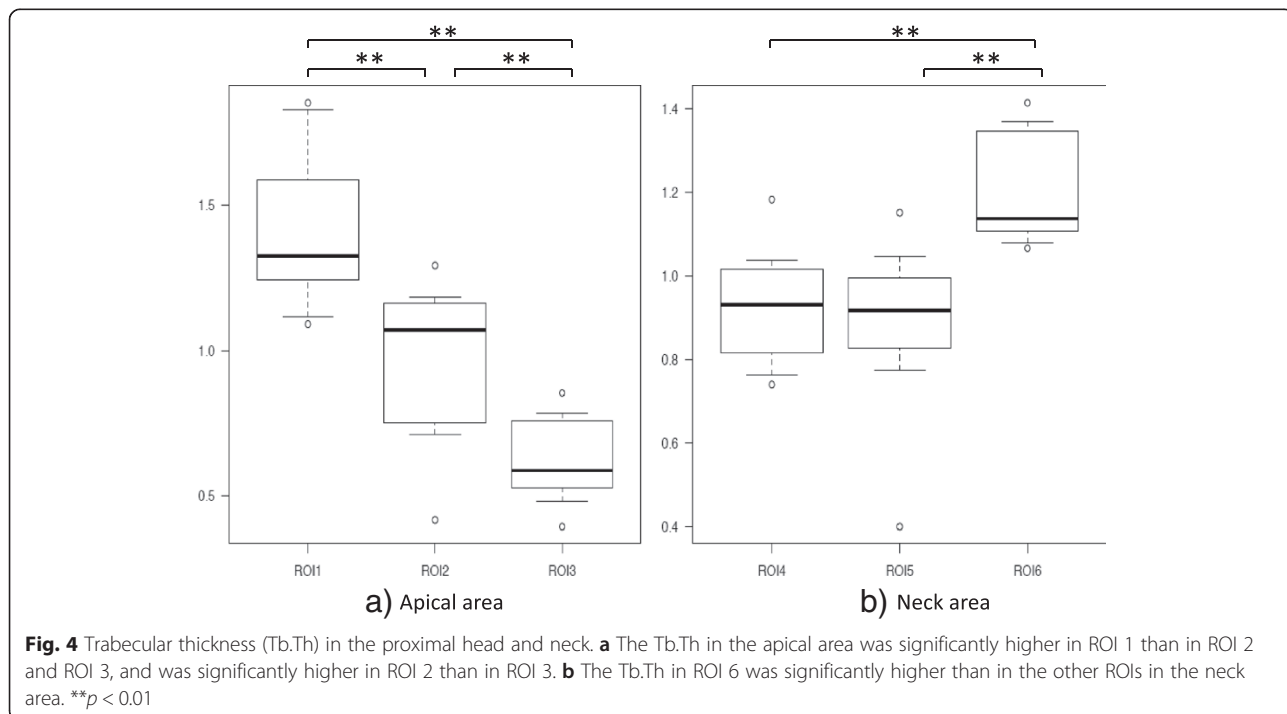 ** **
** ** **
1.5
1.0
0.5
1.4
1.2
1.0
0.8
0.6
0.4
ROI1 ROI2 ROI3 ROI4 ROI5 ROI6
a) Apical area b) Neck area
Fig. 4 Trabecular thickness (Tb.Th) in the proximal head and neck. a The Tb.Th in the apical area was significantly higher in ROI 1 than in ROI 2
and ROI 3, and was significantly higher in ROI 2 than in ROI 3. b The Tb.Th in ROI 6 was significantly higher than in the other ROIs in the neck
area. **p < 0.01